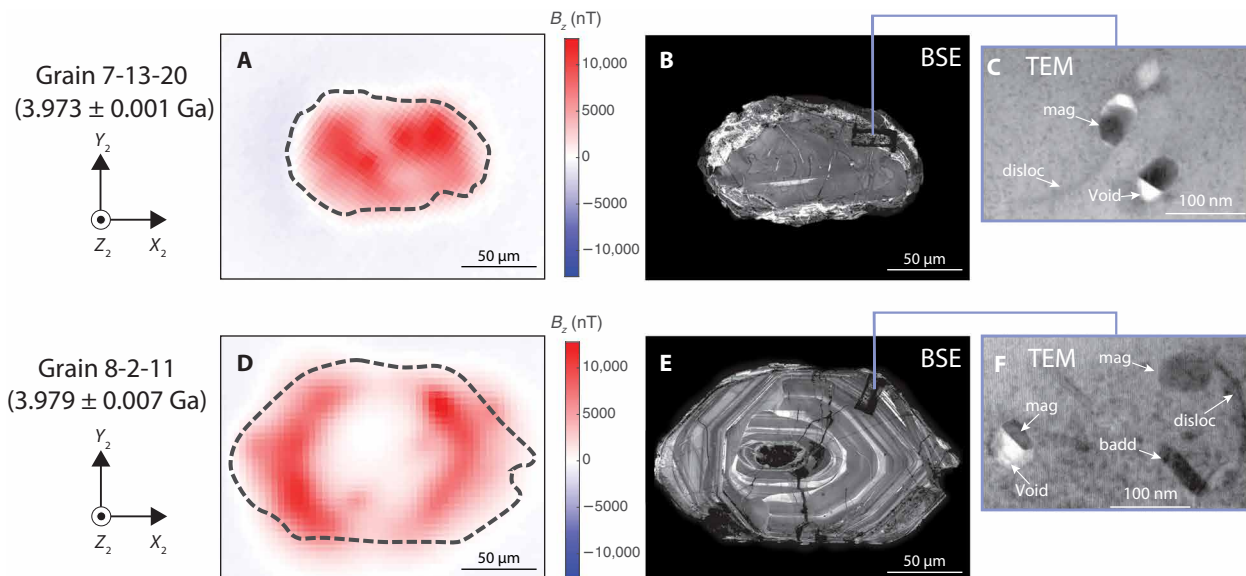 Grain 7-13-20
(3.973 ± 0.001 Ga)
Y2
Z2
X2
A
50 μm
Bz (nT)
10,000
5000
0
−5000
−10,000
B
BSE
50 μm
C
TEM
mag
disloc
Void
100 nm
Grain 8-2-11
(3.979 ± 0.007 Ga)
Y2
Z2
X2
D
50 μm
Bz (nT)
10,000
5000
0
−5000
−10,000
E
BSE
50 μm
F
TEM
mag
mag
disloc
badd
Void
100 nm